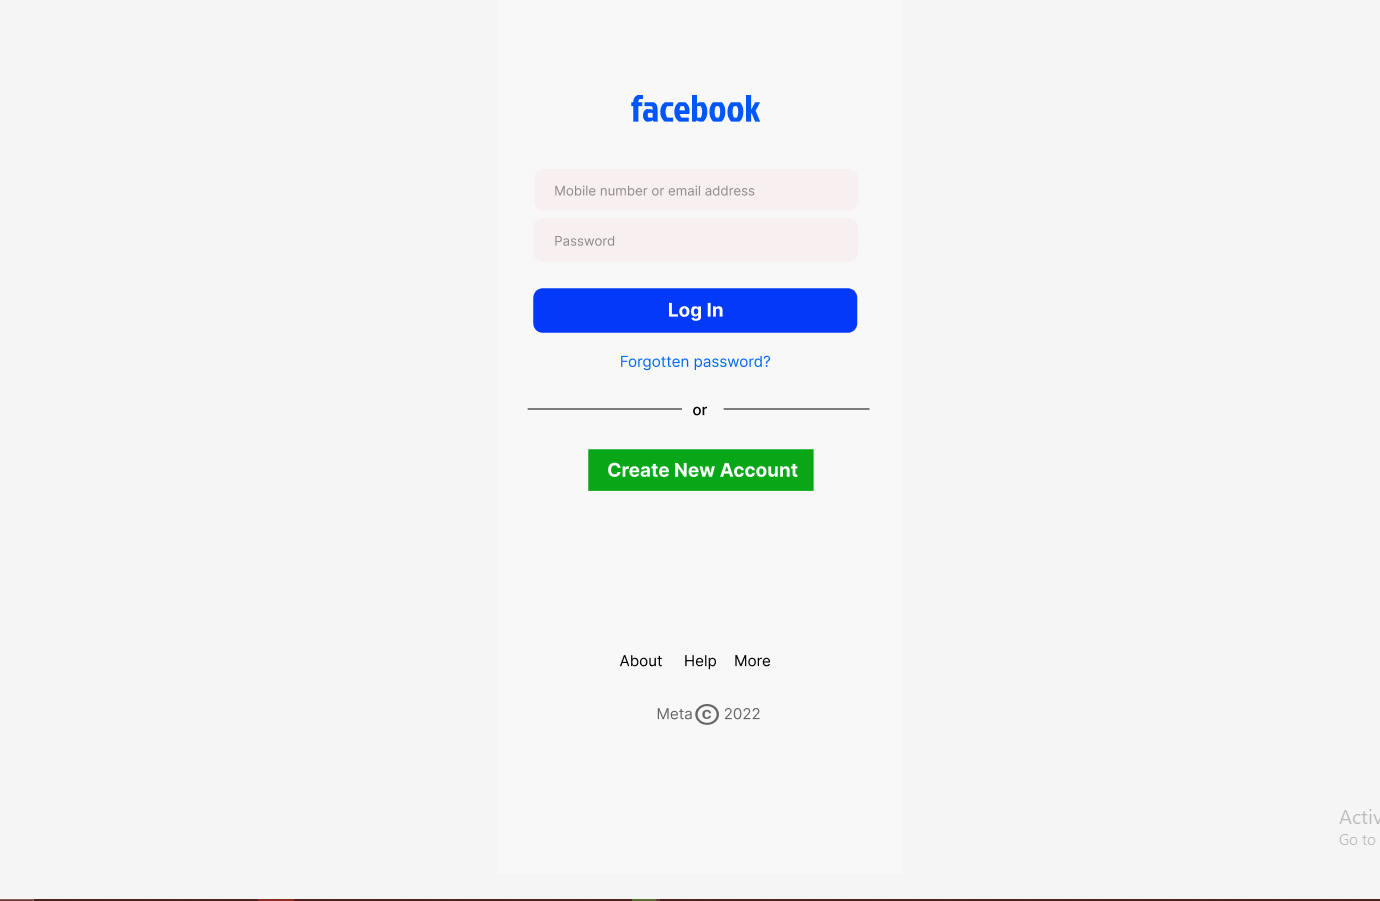 facebook
Mobile number or email address
Password
Log In
Forgotten password?
or
Create New Account
About Help More
Meta © 2022
Activ
Go to